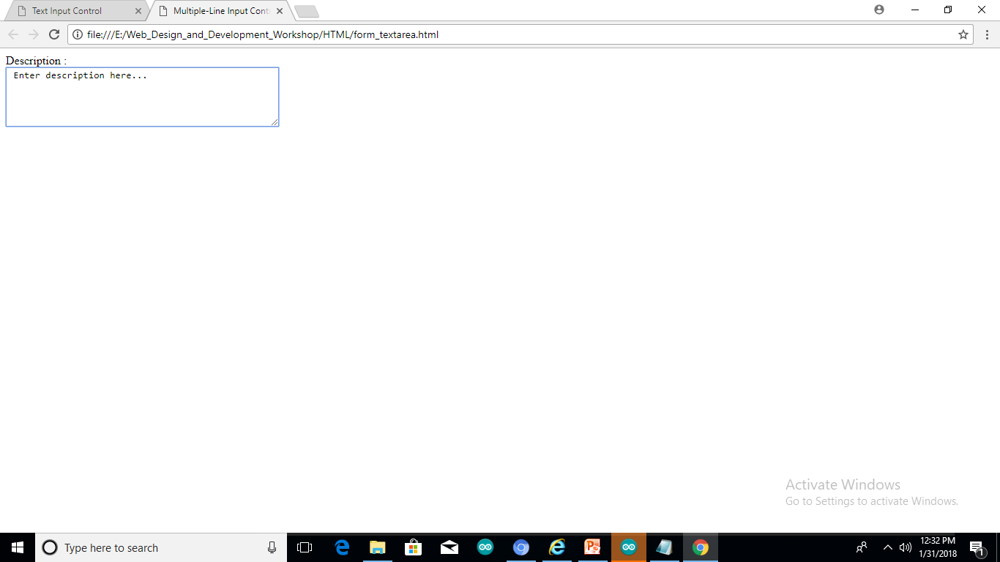 Text Input Control
Multiple-Line Input Cont
file:///E:/Web_Design_and_Development_Workshop/HTML/form_textarea.html
Description :
Enter description here...
Activate Windows
Go to Settings to activate Windows.
Type here to search
12:32 PM
1/31/2018
1